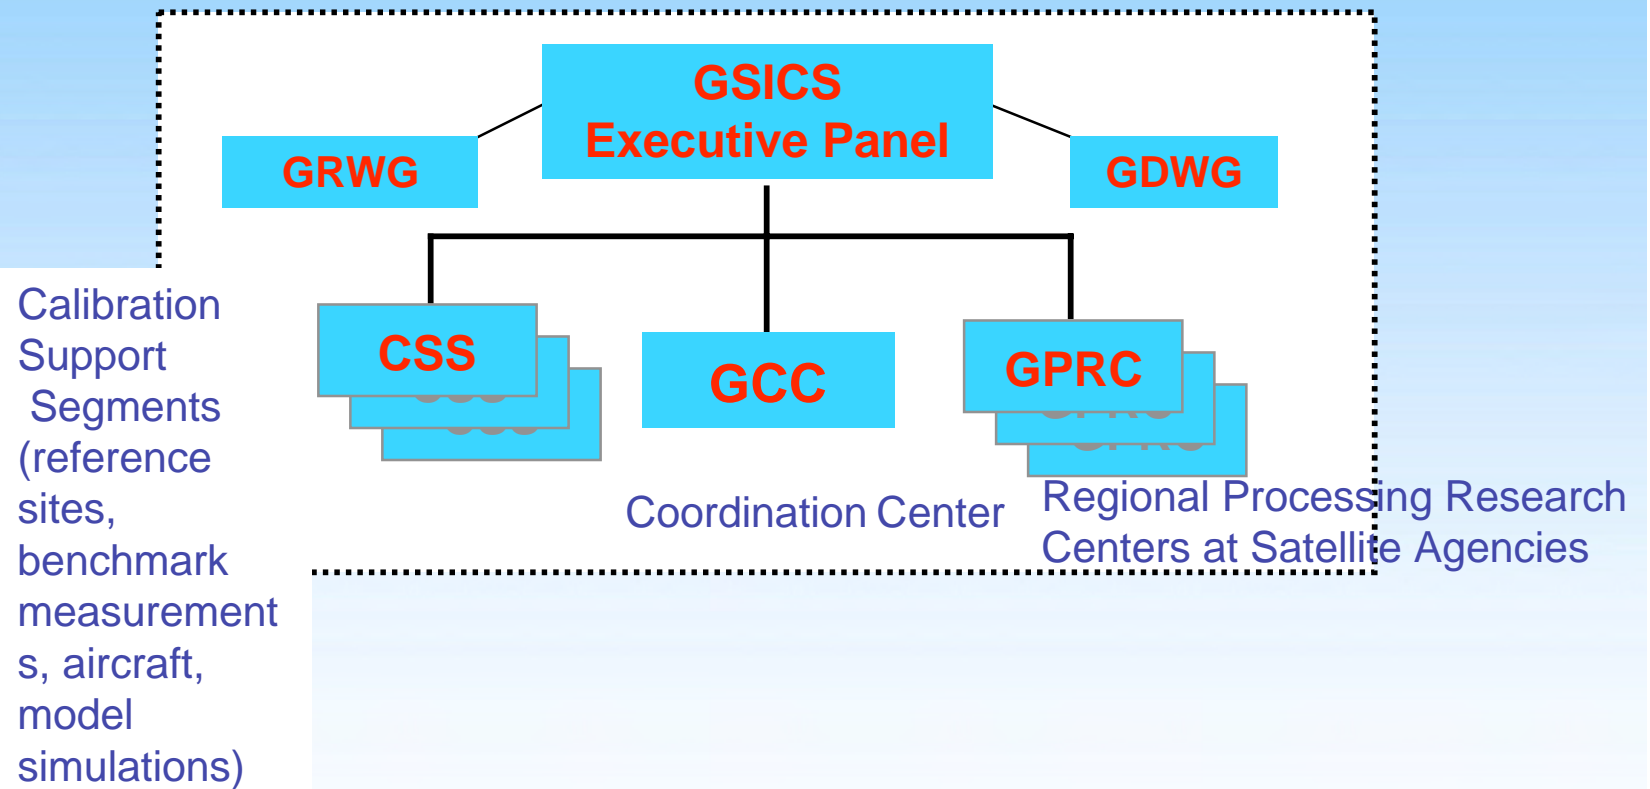 GSICS
Executive Panel
GRWG
GDWG
CSS
GCC
GPRC
Calibration
Support
Segments
(reference
sites,
benchmark
measurement
s, aircraft,
model
simulations)
Coordination Center
Regional Processing Research
Centers at Satellite Agencies